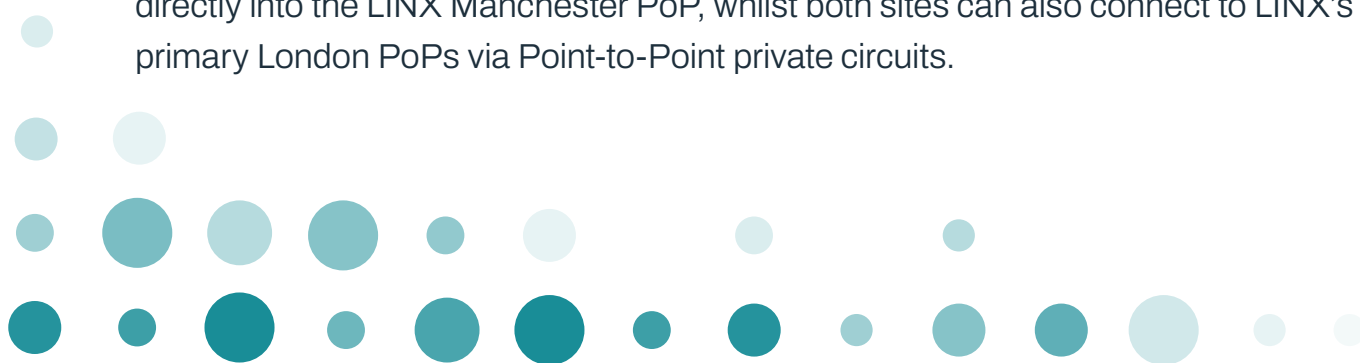 directly into the LINX Manchester PoP, whilst both sites can also connect to LINX's
primary London PoPs via Point-to-Point private circuits.